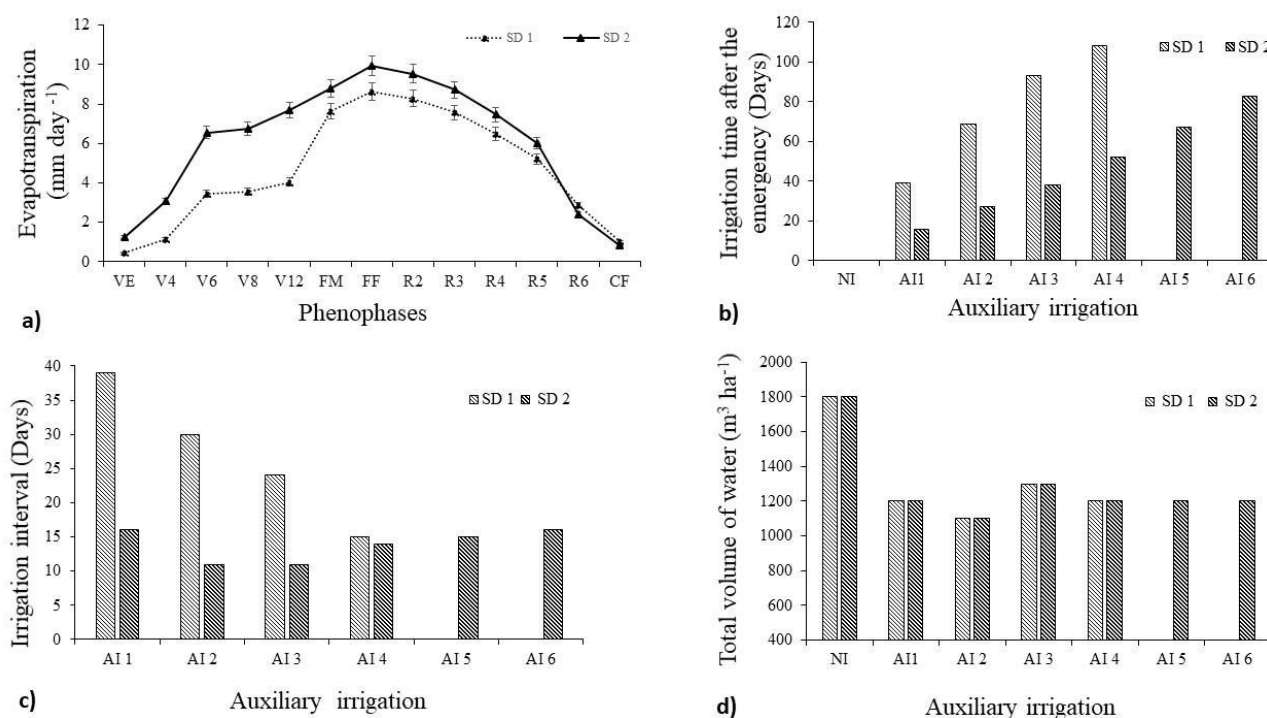 Evapotranspiration
(mm day -1)
12
10
8
6
4
2
0
SD 1
SD 2
VE
V4
V6
V8
V12
FM
FF
R2
R3
R4
R5
R6
CF
Phenophases
a)
Irrigation time after the
emergency (Days)
120
100
80
60
40
20
0
SD 1
SD 2
NI
AI1
AI 2
AI 3
AI 4
AI 5
AI 6
Auxiliary irrigation
b)
Irrigation interval (Days)
40
35
30
25
20
15
10
5
0
SD 1
SD 2
AI 1
AI 2
AI 3
AI 4
AI 5
AI 6
Auxiliary irrigation
c)
Total volume of water (m3 ha-1)
2000
1800
1600
1400
1200
1000
800
600
400
SD 1
SD 2
NI
AI1
AI 2
AI 3
AI 4
AI 5
AI 6
Auxiliary irrigation
d)